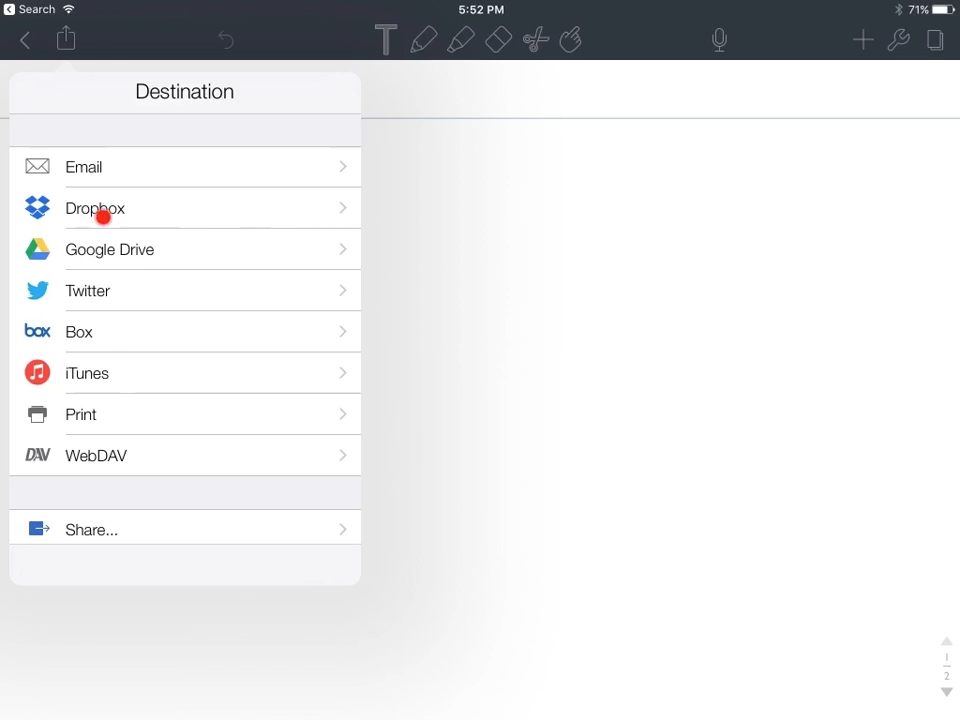 Search
5:52 PM
71%
T
Destination
Email
Dropbox
Google Drive
Twitter
box
Box
iTunes
Print
DAV
WebDAV
Share...
1
2